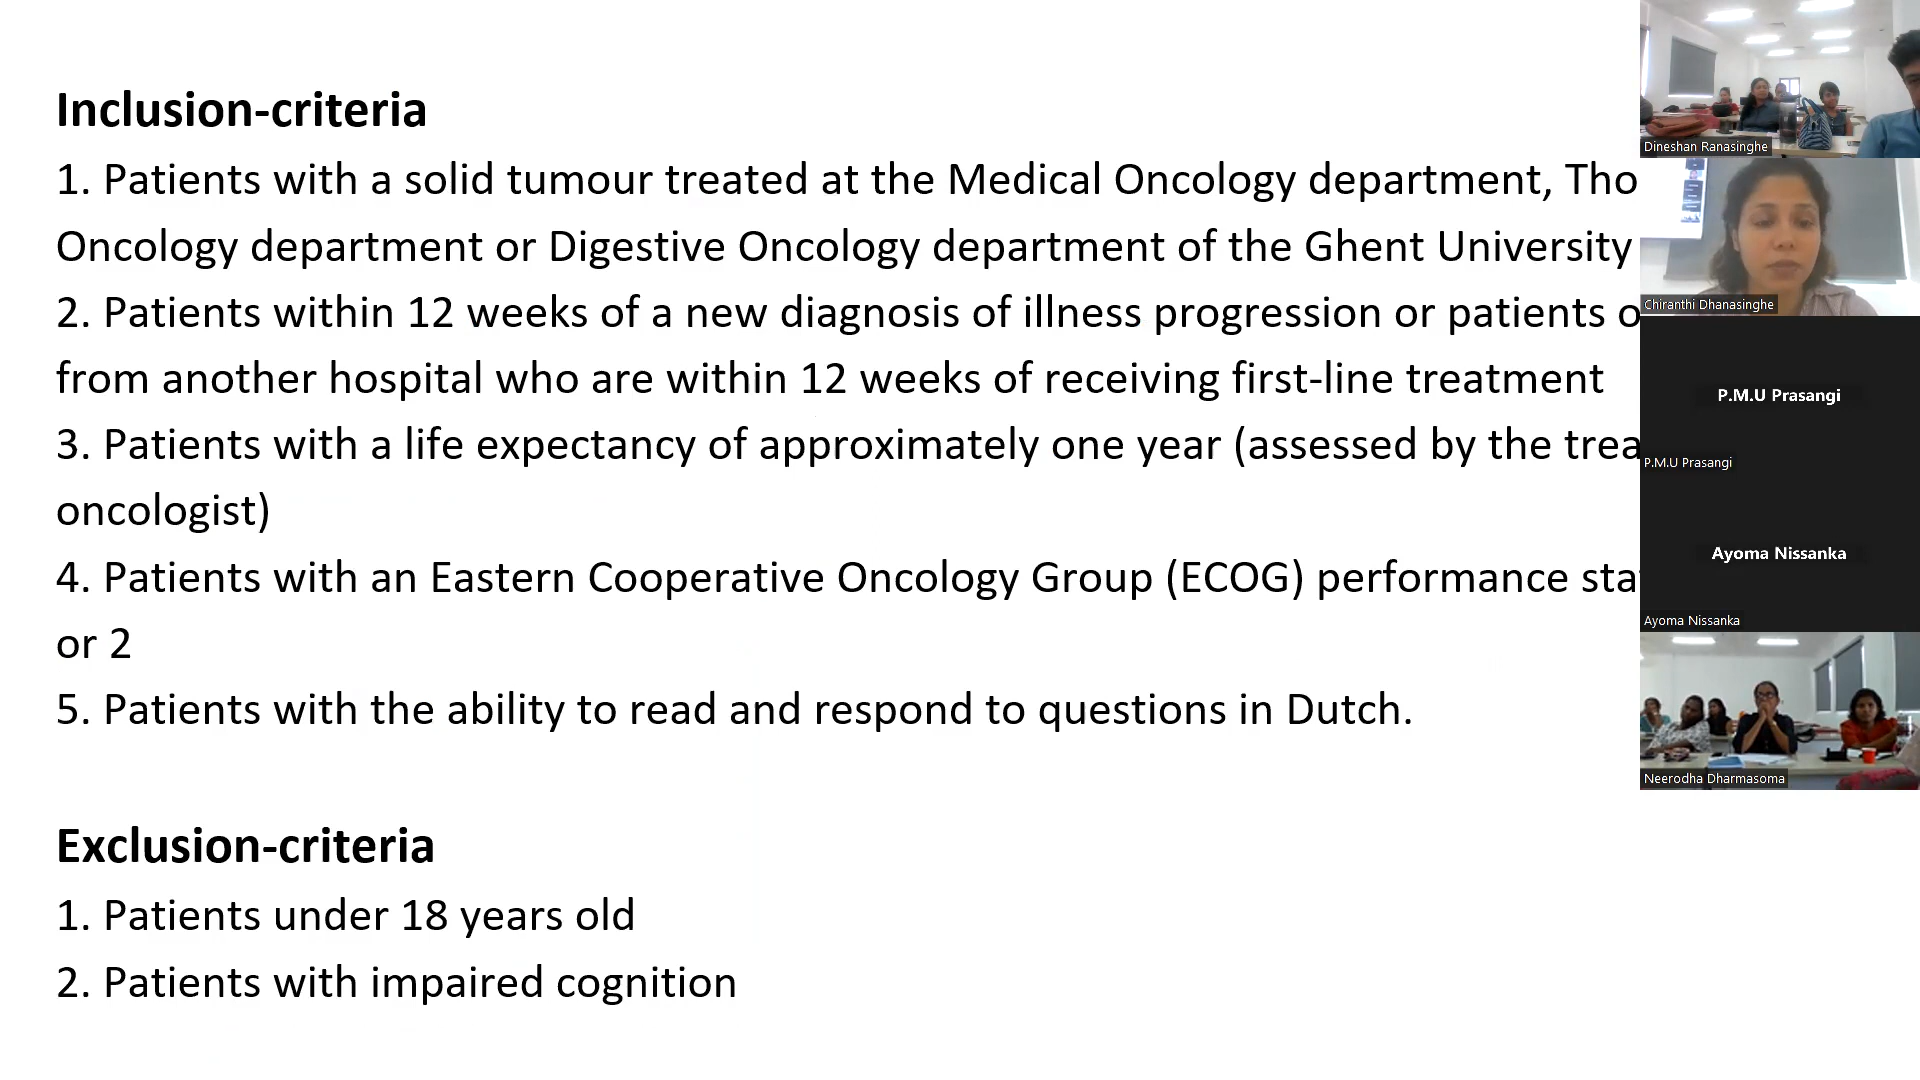 Inclusion-criteria
1. Patients with a solid tumour treated at the Medical Oncology department, Tho
Oncology department or Digestive Oncology department of the Ghent University
2. Patients within 12 weeks of a new diagnosis of illness progression or patients o
from another hospital who are within 12 weeks of receiving first-line treatment
3. Patients with a life expectancy of approximately one year (assessed by the trea
oncologist)
4. Patients with an Eastern Cooperative Oncology Group (ECOG) performance sta
or 2
5. Patients with the ability to read and respond to questions in Dutch.
Exclusion-criteria
1. Patients under 18 years old
2. Patients with impaired cognition
Dineshan Ranasinghe
Chiranthi Dhanasinghe
P.M.U Prasangi
P.M.U Prasangi
Ayoma Nissanka
Ayoma Nissanka
Neerodha Dharmasoma